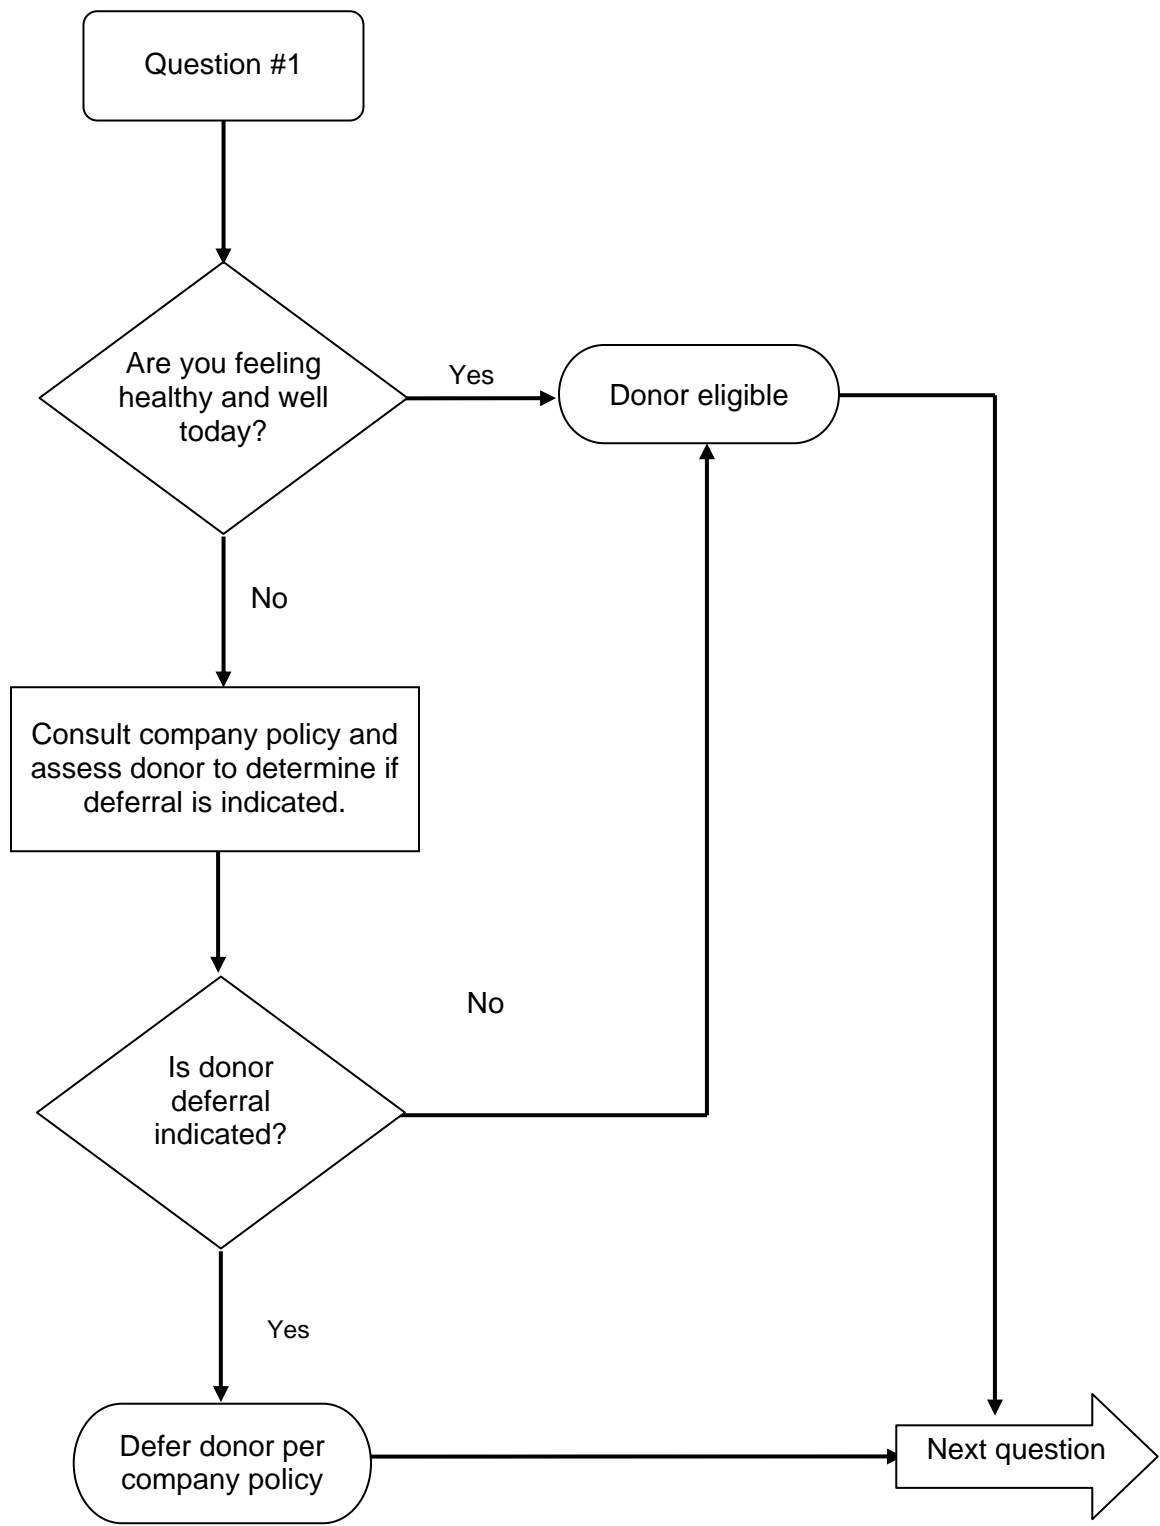 Question #1
Are you feeling
healthy and well
today?
Yes
Donor eligible
No
Consult company policy and
assess donor to determine if
deferral is indicated.
No
Is donor
deferral
indicated?
Yes
Defer donor per
company policy
Next question